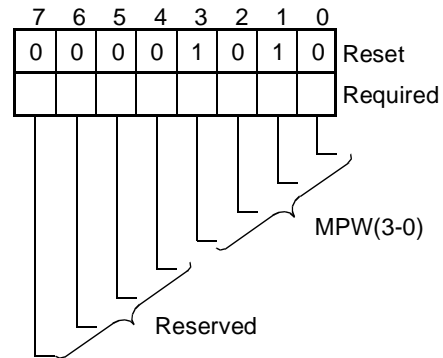 7 6 5 4 3 2 1 0
0 0 0 0 1 0 1 0 Reset
Required
MPW(3-0)
Reserved